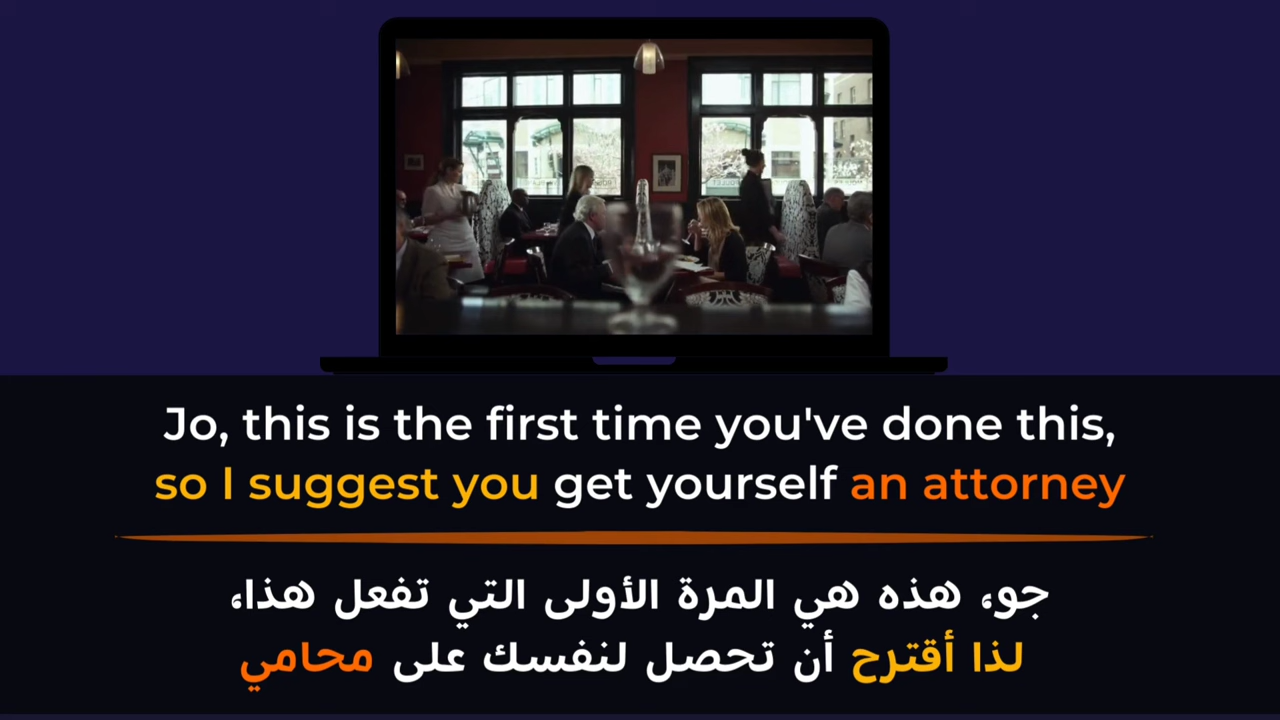 Jo, this is the first time you've done this,
so I suggest you get yourself an attorney
جو، هذه هي المرة الأولى التي تفعل هذا،
لذا أقترح أن تحصل لنفسك على محامي